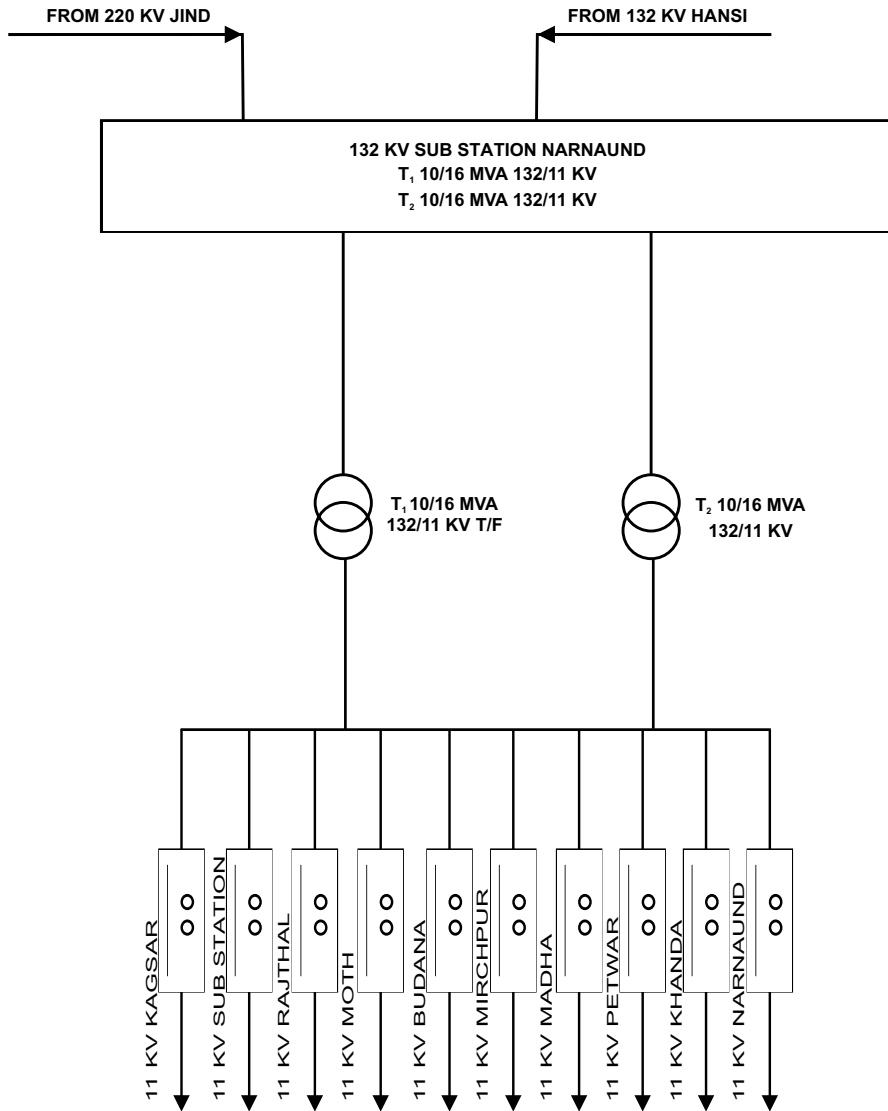 FROM 220 KV JIND
FROM 132 KV HANSI
132 KV SUB STATION NARNAUND
T₁ 10/16 MVA 132/11 KV
T₂ 10/16 MVA 132/11 KV
T₁ 10/16 MVA
132/11 KV T/F
T₂ 10/16 MVA
132/11 KV
11 KV KAGSAR
11 KV SUB STATION
11 KV RAJTHAL
11 KV MOTH
11 KV BUDANA
11 KV MIRCHPUR
11 KV MADHA
11 KV PETWAR
11 KV KHANDA
11 KV NARNAUND